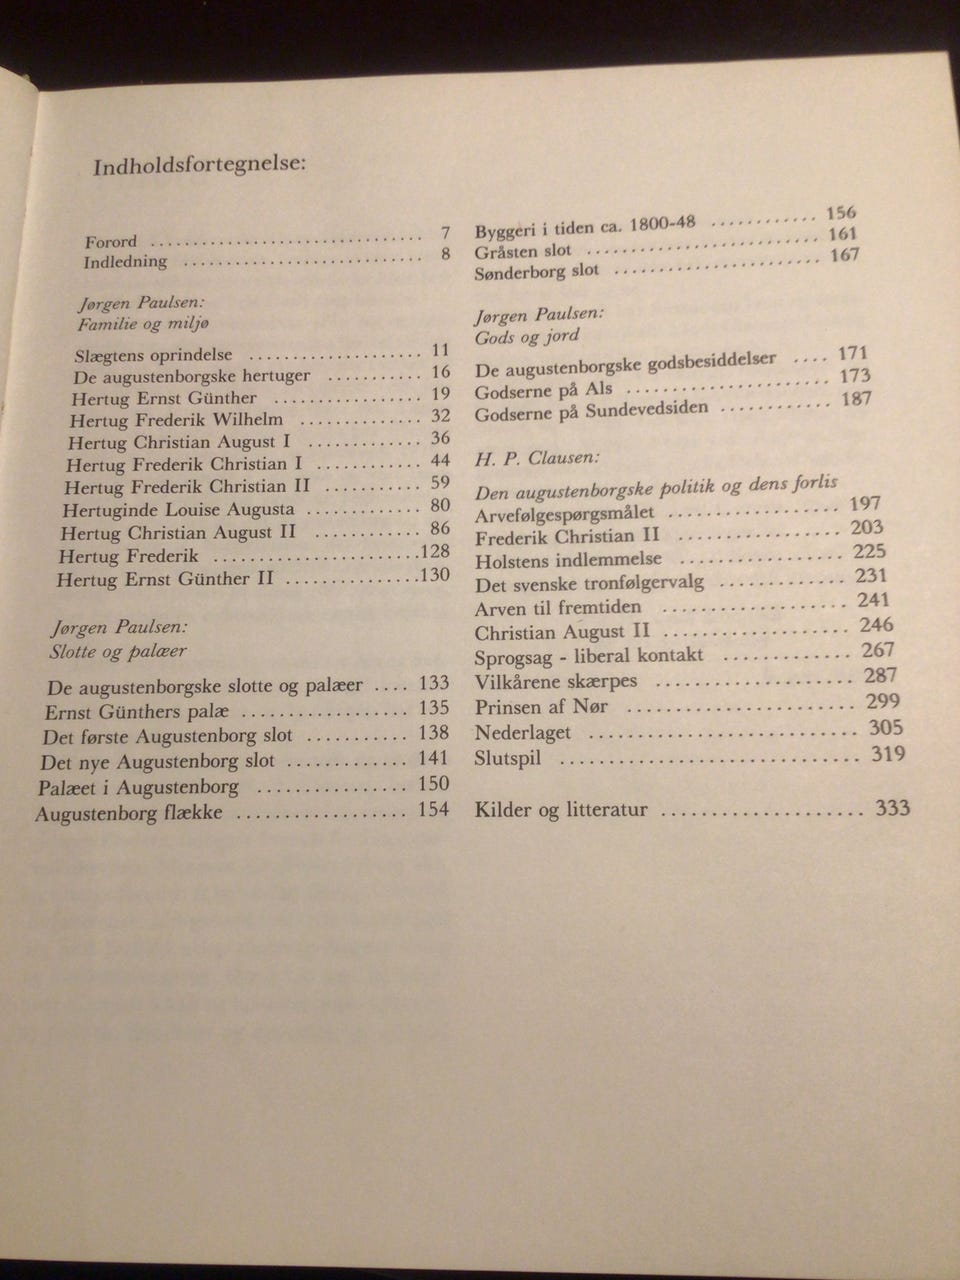 Indholdsfortegnelse:
Forord .............................. 7
Indledning .......................... 8
Jørgen Paulsen:
Familie og miljø
Slægtens oprindelse .................... 11
De augustenborgske hertuger ........... 16
Hertug Ernst Günther ................. 19
Hertug Frederik Wilhelm .............. 32
Hertug Christian August I ............ 36
Hertug Frederik Christian I ............ 44
Hertug Frederik Christian II ........... 59
Hertuginde Louise Augusta ............. 80
Hertug Christian August II ............ 86
Hertug Frederik ........................128
Hertug Ernst Günther II ...............130
Jørgen Paulsen:
Slotte og palæer
De augustenborgske slotte og palæer .... 133
Ernst Günthers palæ ................. 135
Det første Augustenborg slot ........... 138
Det nye Augustenborg slot ............. 141
Palæet i Augustenborg ................ 150
Augustenborg flække .................. 154
Byggeri i tiden ca. 1800-48 ............ 156
Gråsten slot .......................... 161
Sønderborg slot ....................... 167
Jørgen Paulsen:
Gods og jord
De augustenborgske godsbesiddelser .... 171
Godserne på Als ...................... 173
Godserne på Sundevedsiden ............ 187
H. P. Clausen:
Den augustenborgske politik og dens forlis
Arvefølgespørgsmålet .................. 197
Frederik Christian II ................. 203
Holstens indlemmelse ................. 225
Det svenske tronfølgervalg ............. 231
Arven til fremtiden ................... 241
Christian August II ................... 246
Sprogsag - liberal kontakt ............. 267
Vilkårene skærpes .................... 287
Prinsen af Nør ....................... 299
Nederlaget ........................... 305
Slutspil .............................. 319
Kilder og litteratur .................... 333